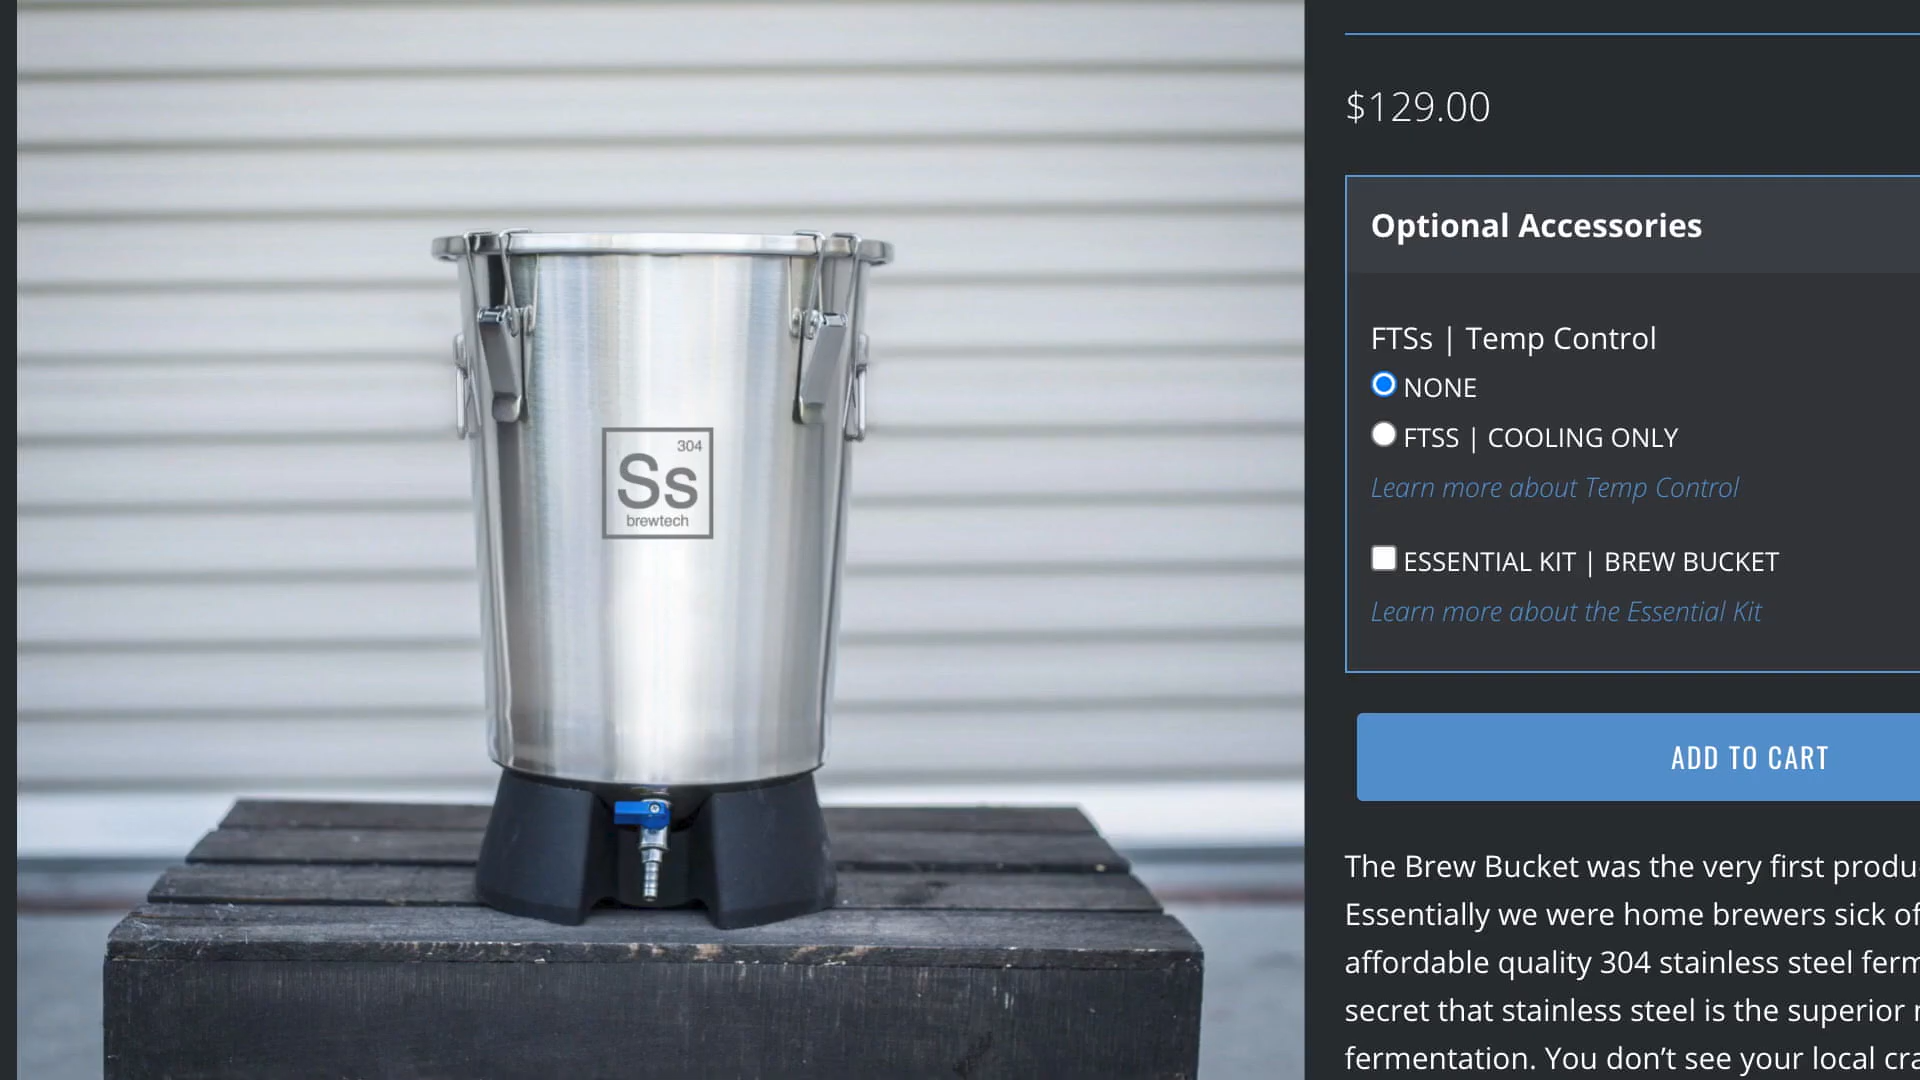 304
Ss
brewtech
$129.00
Optional Accessories
FTSs | Temp Control
NONE
FTSS | COOLING ONLY
Learn more about Temp Control
ESSENTIAL KIT | BREW BUCKET
Learn more about the Essential Kit
ADD TO CART
The Brew Bucket was the very first
Essentially we were home brewers sick of
affordable quality 304 stainless steel
secret that stainless steel is the superior
fermentation. You don’t see your local